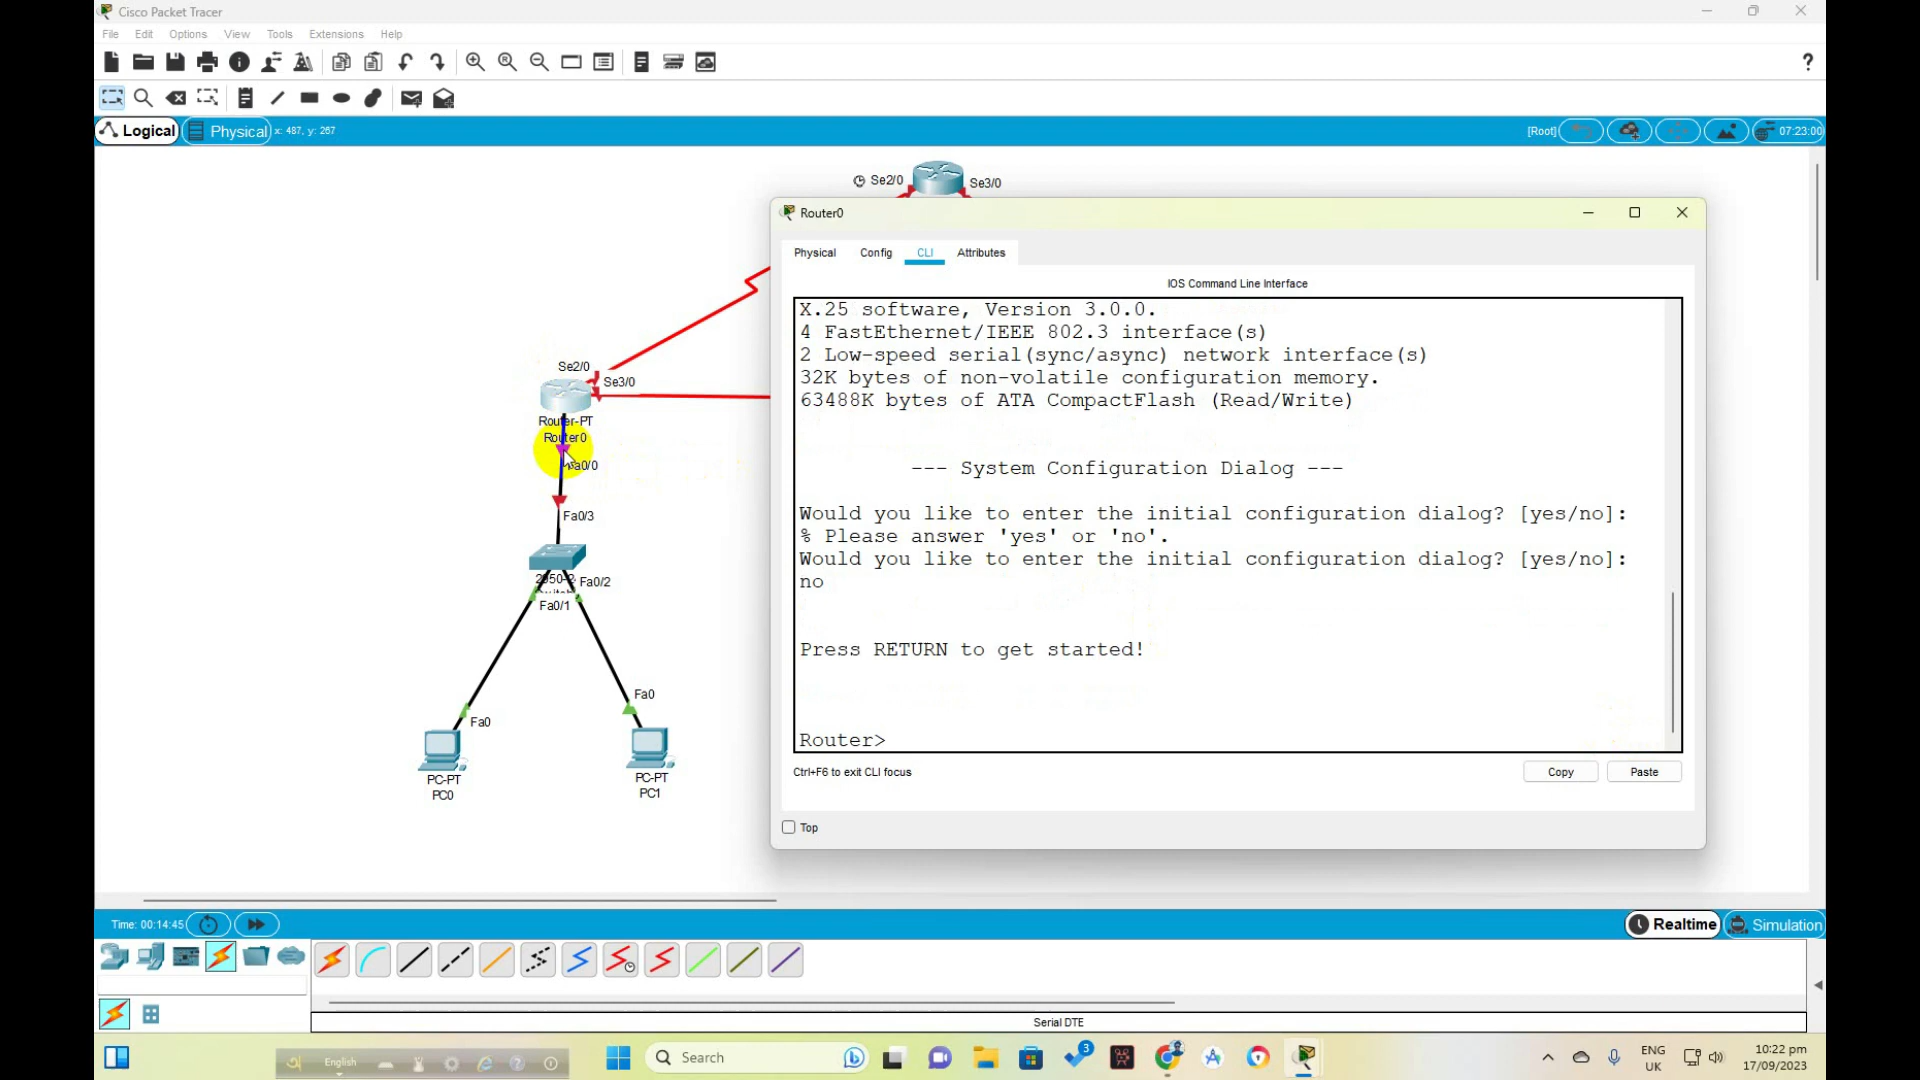 Cisco Packet Tracer
File Edit Options View Tools Extensions Help
Logical Physical x: 487, y: 267 [Root] 07:23:00
Se2/0 Se3/0
Router0
Physical Config CLI Attributes
IOS Command Line Interface
X.25 software, Version 3.0.0.
4 FastEthernet/IEEE 802.3 interface(s)
2 Low-speed serial(sync/async) network interface(s)
32K bytes of non-volatile configuration memory.
63488K bytes of ATA CompactFlash (Read/Write)
--- System Configuration Dialog ---
Would you like to enter the initial configuration dialog? [yes/no]:
% Please answer 'yes' or 'no'.
Would you like to enter the initial configuration dialog? [yes/no]:
no
Press RETURN to get started!
Router>
Ctrl+F6 to exit CLI focus
Copy Paste
Top
Se2/0
Se3/0
Router-PT
Router0
Fa0/0
Fa0/3
Fa0/2
Fa0/1
Fa0
Fa0
PC-PT
PC0
PC-PT
PC1
Time: 00:14:45 Realtime Simulation
Serial DTE
English Search 3 ENG
UK
10:22 pm
17/09/2023